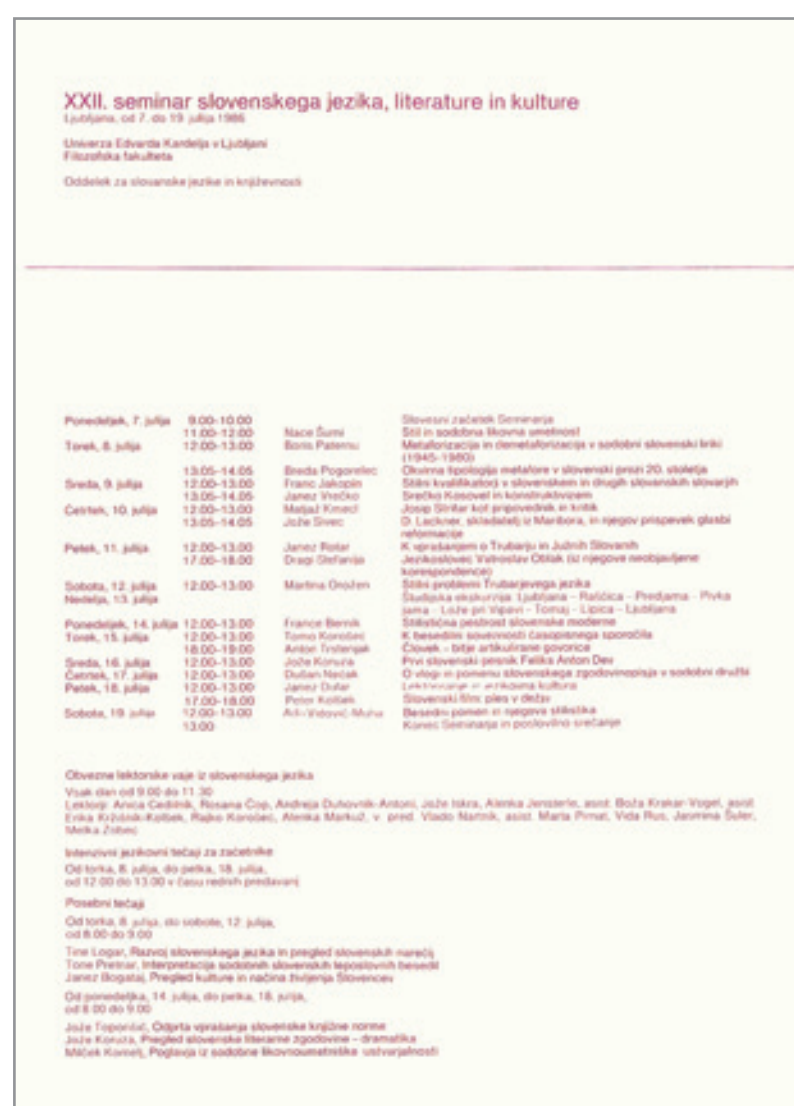 XXII. seminar slovenskega jezika, literature in kulture
Ljubljana, od 7. do 19. julija 1986
Univerza Edvarda Kardelja v Ljubljani
Filozofska fakulteta
Oddelek za slovanske jezike in književnosti
Ponedeljek, 7. julija 9.00–10.00 Slovesni začetek Seminarja
11.00–12.00 Nace Šumi Stil in sodobna likovna umetnost
Torek, 8. julija 12.00–13.00 Boris Paternu Metaforizacija in demetaforizacija v sodobni slovenski liriki
(1945–1980)
13.05–14.05 Breda Pogorelec Okvirna tipologija metafore v slovenski prozi 20. stoletja
Sreda, 9. julija 12.00–13.00 Franc Jakopin Stilni kvalifikatorji v slovenskem in drugih slovanskih slovarjih
13.05–14.05 Janez Vrečko Srečko Kosovel in konstruktivizem
Četrtek, 10. julija 12.00–13.00 Matjaž Kmecl Josip Stritar kot pripovednik in kritik
13.05–14.05 Jože Sivec D. Lackner, skladatelj iz Maribora, in njegov prispevek glasbi
reformacije
Petek, 11. julija 12.00–13.00 Janez Rotar K vprašanjem o Trubarju in Južnih Slovanih
17.00–18.00 Dragi Stefanija Jezikoslovec Vatroslav Oblak (iz njegove neobjavljene
korespondence)
Sobota, 12. julija 12.00–13.00 Martina Orožen Stilni problemi Trubarjevega jezika
Nedelja, 13. julija Študijska ekskurzija: Ljubljana – Raščica – Predjama – Pivka
jama – Lože pri Vipavi – Tomaj – Lipica – Ljubljana
Ponedeljek, 14. julija 12.00–13.00 France Bernik Stilistična pestrost slovenske moderne
Torek, 15. julija 12.00–13.00 Tomo Korošec K besedilni sovisnosti časopisnega sporočila
18.00–19.00 Anton Trstenjak Človek – bitje artikulirane govorice
Sreda, 16. julija 12.00–13.00 Jože Koruza Prvi slovenski pesnik Feliks Anton Dev
Četrtek, 17. julija 12.00–13.00 Dušan Nećak O vlogi in pomenu slovenskega zgodovinopisja v sodobni družbi
Petek, 18. julija 12.00–13.00 Janez Dular Lektoriranje in jezikovna kultura
17.00–18.00 Peter Kolšek Slovenski film: ples v dežju
Sobota, 19. julija 12.00–13.00 Ada Vidovič-Muha Besedni pomen in njegova stilistika
13.00 Konec Seminarja in poslovilno srečanje
Obvezne lektorske vaje iz slovenskega jezika
Vsak dan od 9.00 do 11.30
Lektorji: Anica Cedilnik, Rosana Čop, Andreja Duhovnik-Antoni, Jože Iskra, Alenka Jensterle, asist. Boža Krakar-Vogel, asist.
Erika Kržišnik-Kolšek, Rajko Korošec, Alenka Markuž, v. pred. Vlado Nartnik, asist. Marta Pirnat, Vida Rus, Jasmina Šuler,
Melka Zobec
Intenzivni jezikovni tečaji za začetnike
Od torka, 8. julija, do petka, 18. julija,
od 12.00 do 13.00 v času rednih predavanj
Posebni tečaji
Od torka, 8. julija, do sobote, 12. julija,
od 8.00 do 9.00
Tine Logar, Razvoj slovenskega jezika in pregled slovenskih narečij
Tone Pretnar, Interpretacija sodobnih slovenskih leposlovnih besedil
Janez Bogataj, Pregled kulture in načina življenja Slovencev
Od ponedeljka, 14. julija, do petka, 18. julija,
od 8.00 do 9.00
Jože Toporišič, Odprta vprašanja slovenske knjižne norme
Jože Koruza, Pregled slovenske literarne zgodovine – dramatika
Milček Komelj, Poglavja iz sodobne likovnoumetniške ustvarjalnosti